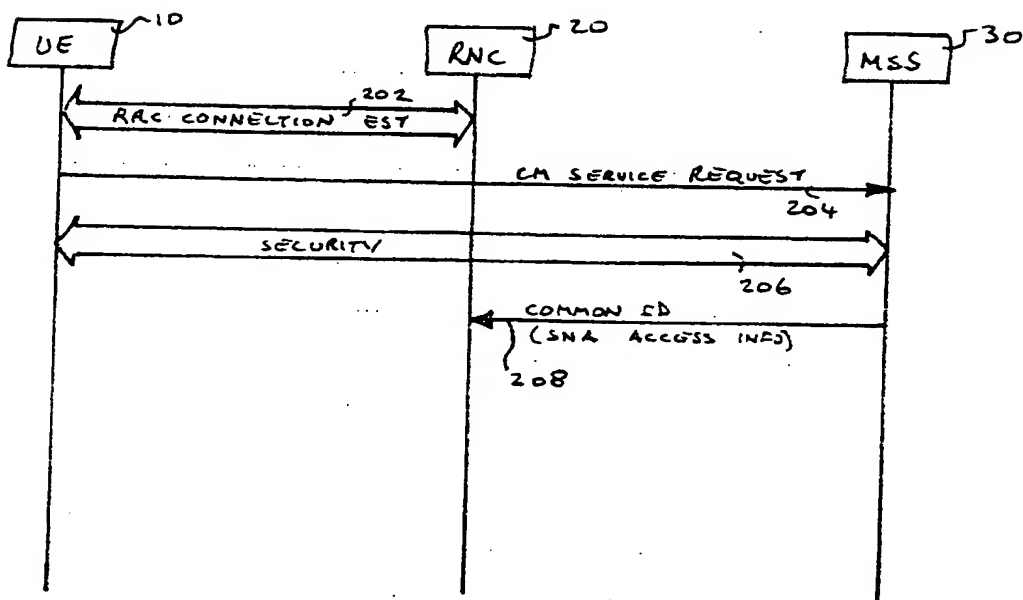 UE
10
RNC
20
MSS
30
202
RRC CONNECTION EST
CM SERVICE REQUEST
204
SECURITY
206
COMMON ID
(SNA ACCESS INFO)
208